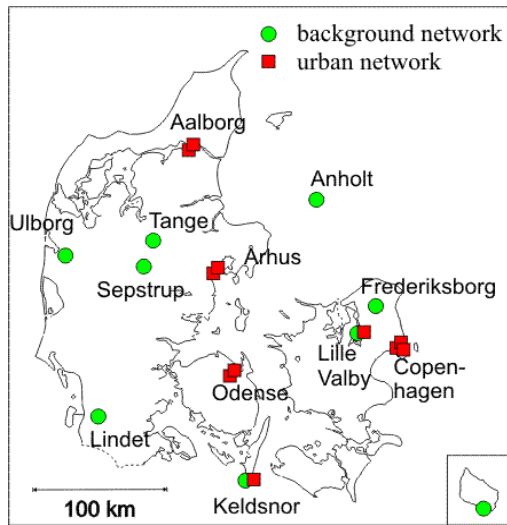 background network
urban network
Aalborg
Anholt
Ulborg
Tange
Århus
Sepstrup
Frederiksborg
Lille
Valby
Copen-
hagen
Odense
Lindet
100 km
Keldsnor